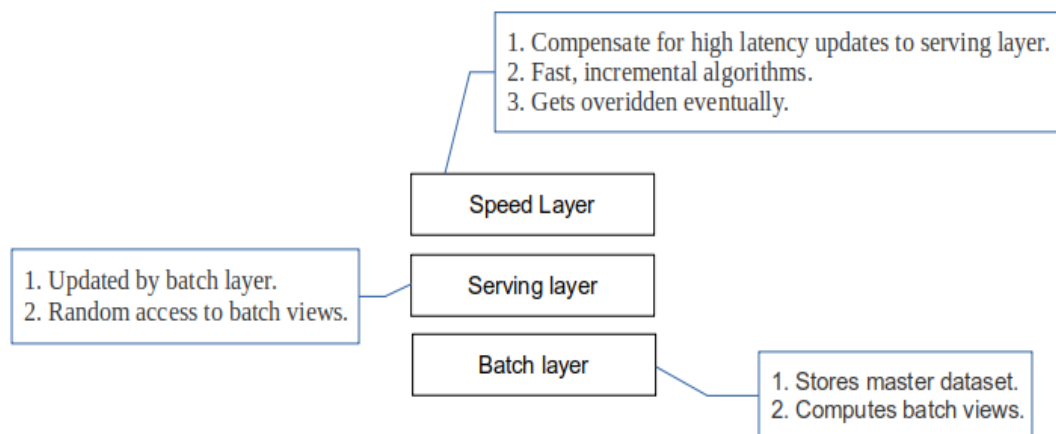 1. Compensate for high latency updates to serving layer.
2. Fast, incremental algorithms.
3. Gets overidden eventually.
Speed Layer
1. Updated by batch layer.
2. Random access to batch views.
Serving layer
Batch layer
1. Stores master dataset.
2. Computes batch views.